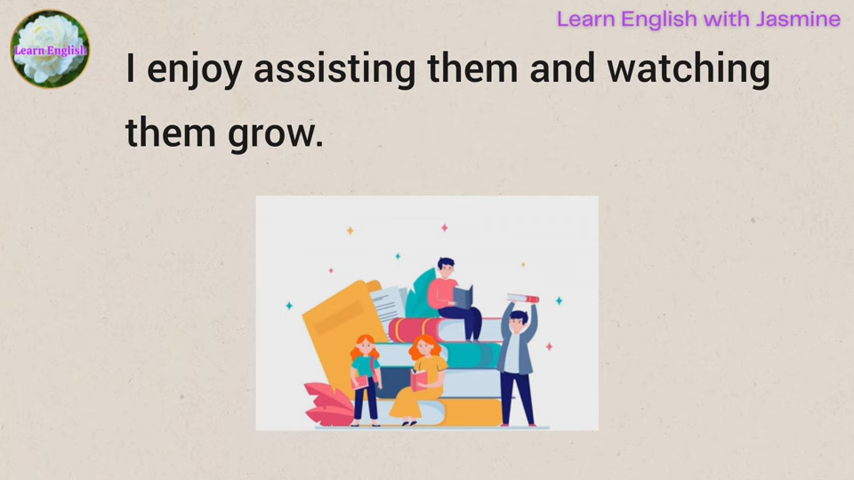 Learn English with Jasmine
Learn English
I enjoy assisting them and watching
them grow.